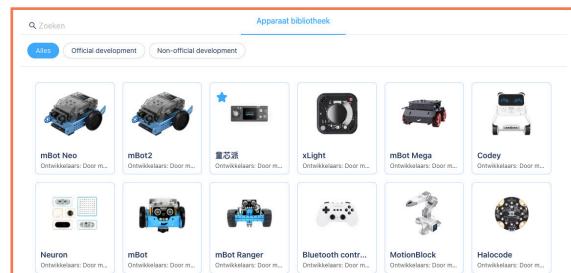 Zoeken
Apparaat bibliotheek
Alles Official development Non-official development
mBot Neo mBot2 童芯派 xLight mBot Mega Codey
Ontwikkelaars: Door m... Ontwikkelaars: Door m... Ontwikkelaars: Door m... Ontwikkelaars: Door m... Ontwikkelaars: Door m... Ontwikkelaars: Door m...
Neuron mBot mBot Ranger Bluetooth contr... MotionBlock Halocode
Ontwikkelaars: Door m... Ontwikkelaars: Door m... Ontwikkelaars: Door m... Ontwikkelaars: Door m... Ontwikkelaars: Door m... Ontwikkelaars: Door m...